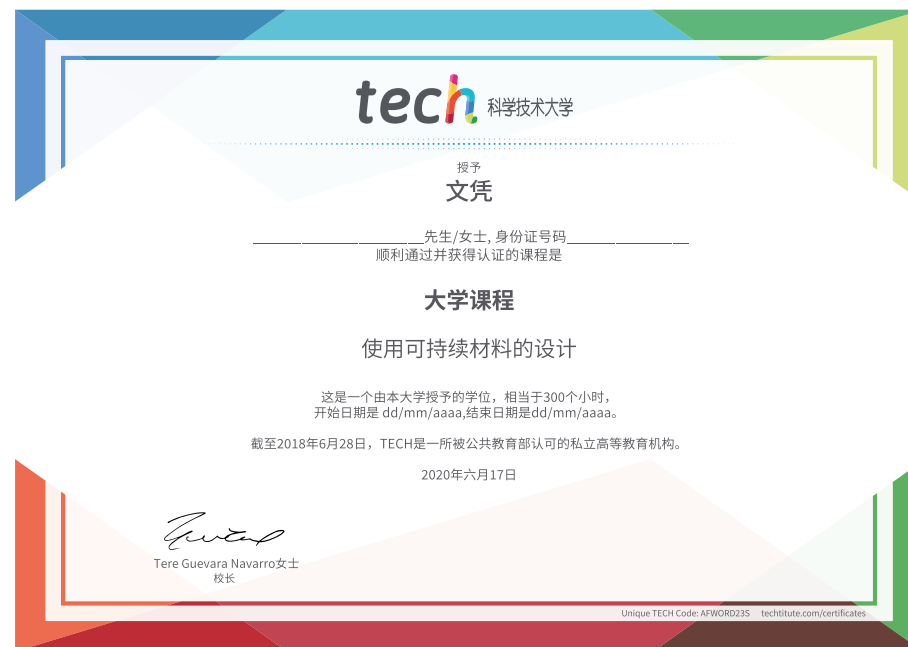 tech 科学技术大学
授予
文凭
________________________先生/女士, 身份证号码_________________
顺利通过并获得认证的课程是
大学课程
使用可持续材料的设计
这是一个由本大学授予的学位，相当于300个小时，
开始日期是 dd/mm/aaaa,结束日期是dd/mm/aaaa。
截至2018年6月28日，TECH是一所被公共教育部认可的私立高等教育机构。
2020年六月17日
Tere Guevara Navarro女士
校长
Unique TECH Code: AFWORD23S techtitute.com/certificates